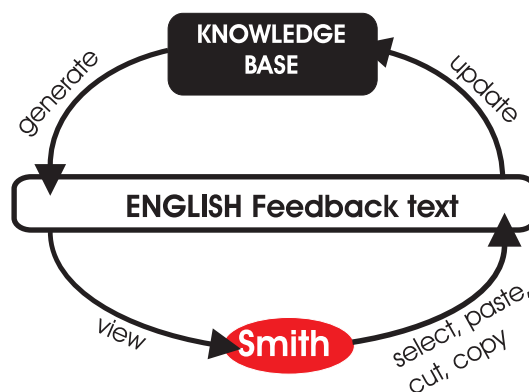 KNOWLEDGE
BASE
generate
update
ENGLISH Feedback text
view
Smith
select, paste,
cut, copy